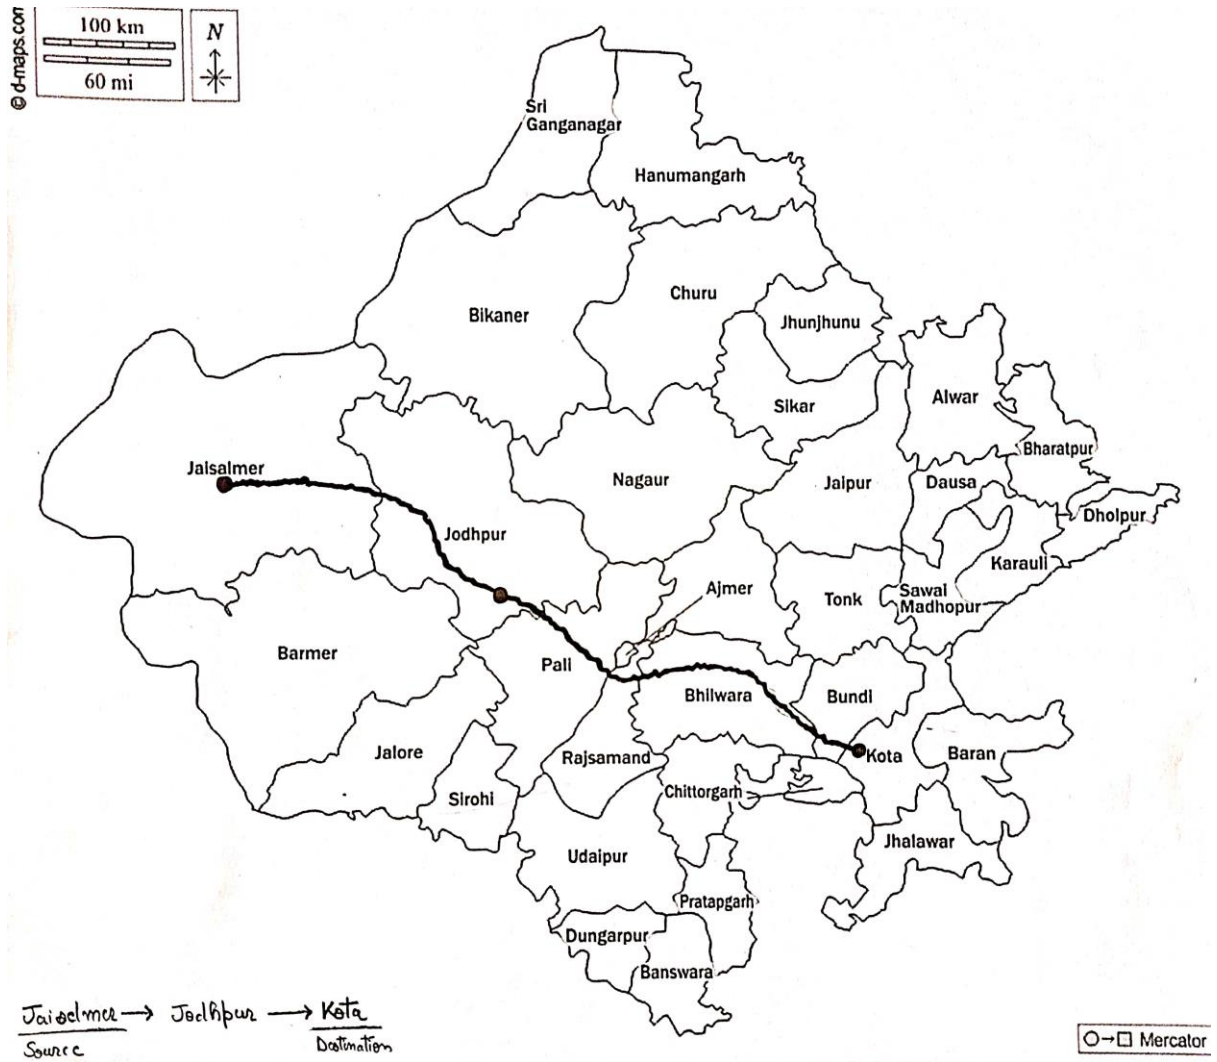 © d-maps.com
100 km
60 mi
N
Sri
Ganganagar
Hanumangarh
Churu
Bikaner
Jhunjhunu
Alwar
Sikar
Bharatpur
Jaisalmer
Nagaur
Jaipur
Dausa
Dholpur
Jodhpur
Karauli
Ajmer
Tonk
Sawai
Madhopur
Barmer
Pali
Bhilwara
Bundi
Jalore
Rajsamand
Kota
Baran
Sirohi
Chittorgarh
Jhalawar
Udaipur
Pratapgarh
Dungarpur
Banswara
Jaiselmer → Jodhpur → Kota
Source Destination
○→□ Mercator